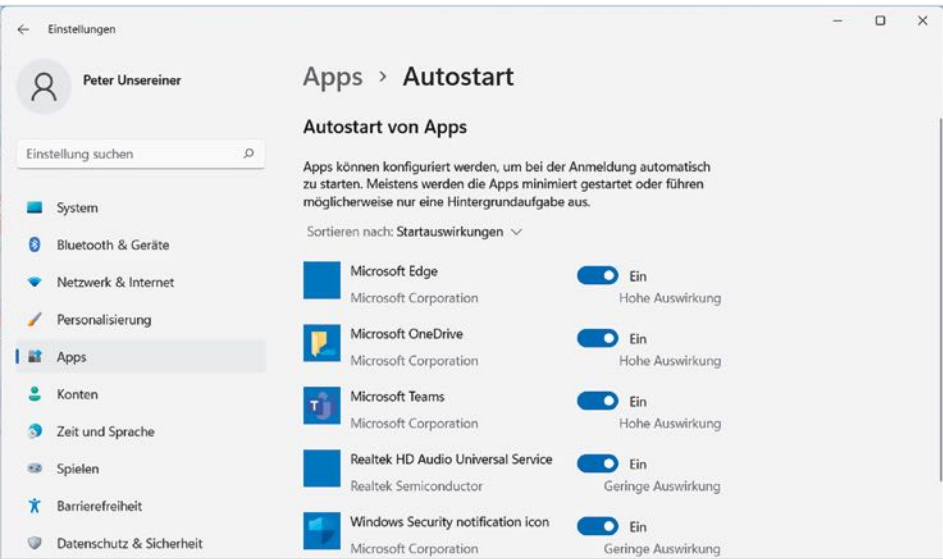 Einstellungen
Peter Unsereiner
Einstellung suchen
System
Bluetooth & Geräte
Netzwerk & Internet
Personalisierung
Apps
Konten
Zeit und Sprache
Spielen
Barrierefreiheit
Datenschutz & Sicherheit
Apps > Autostart
Autostart von Apps
Apps können konfiguriert werden, um bei der Anmeldung automatisch
zu starten. Meistens werden die Apps minimiert gestartet oder führen
möglicherweise nur eine Hintergrundaufgabe aus.
Sortieren nach: Startauswirkungen
Microsoft Edge
Ein
Microsoft Corporation
Hohe Auswirkung
Microsoft OneDrive
Ein
Microsoft Corporation
Hohe Auswirkung
Microsoft Teams
Ein
Microsoft Corporation
Hohe Auswirkung
Realtek HD Audio Universal Service
Ein
Realtek Semiconductor
Geringe Auswirkung
Windows Security notification icon
Ein
Microsoft Corporation
Geringe Auswirkung